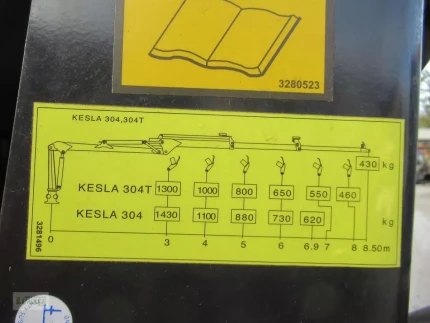 3280523
KESLA 304,304T
430 kg
KESLA 304T 1300 1000 800 650 550 460
KESLA 304 1430 1100 880 730 620 kg
0 3 4 5 6 6.9 7 8 8.50m
3281496